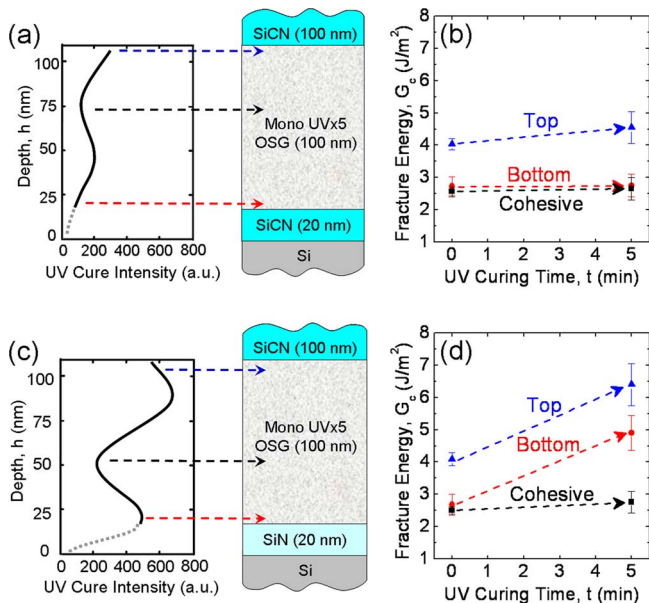 (a)
Depth, h (nm)
100
75
50
25
0
0 200 400 600 800
UV Cure Intensity (a.u.)
SiCN (100 nm)
Mono UVx5
OSG (100 nm)
SiCN (20 nm)
Si
(b)
Fracture Energy, Gc (J/m²)
8
7
6
5
4
3
2
1
Top
Bottom
Cohesive
0 1 2 3 4 5
UV Curing Time, t (min)
(c)
Depth, h (nm)
100
75
50
25
0
0 200 400 600 800
UV Cure Intensity (a.u.)
SiCN (100 nm)
Mono UVx5
OSG (100 nm)
SiN (20 nm)
Si
(d)
Fracture Energy, Gc (J/m²)
8
7
6
5
4
3
2
1
Top
Bottom
Cohesive
0 1 2 3 4 5
UV Curing Time, t (min)